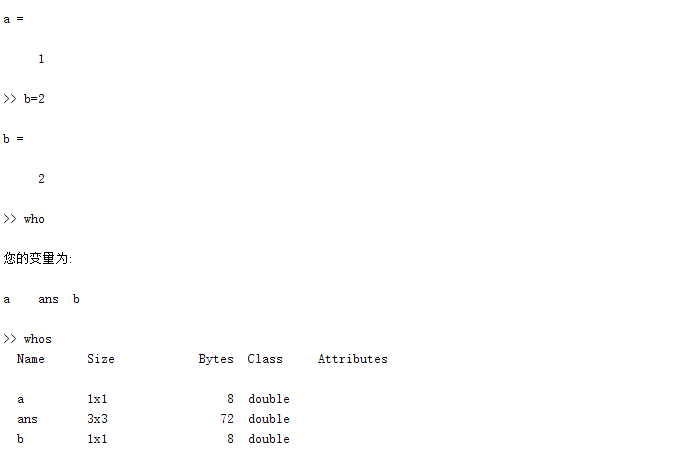 a =
1
>> b=2
b =
2
>> who
您的变量为:
a    ans  b
>> whos
  Name      Size            Bytes  Class     Attributes
  a         1x1                 8  double
  ans       3x3                72  double
  b         1x1                 8  double